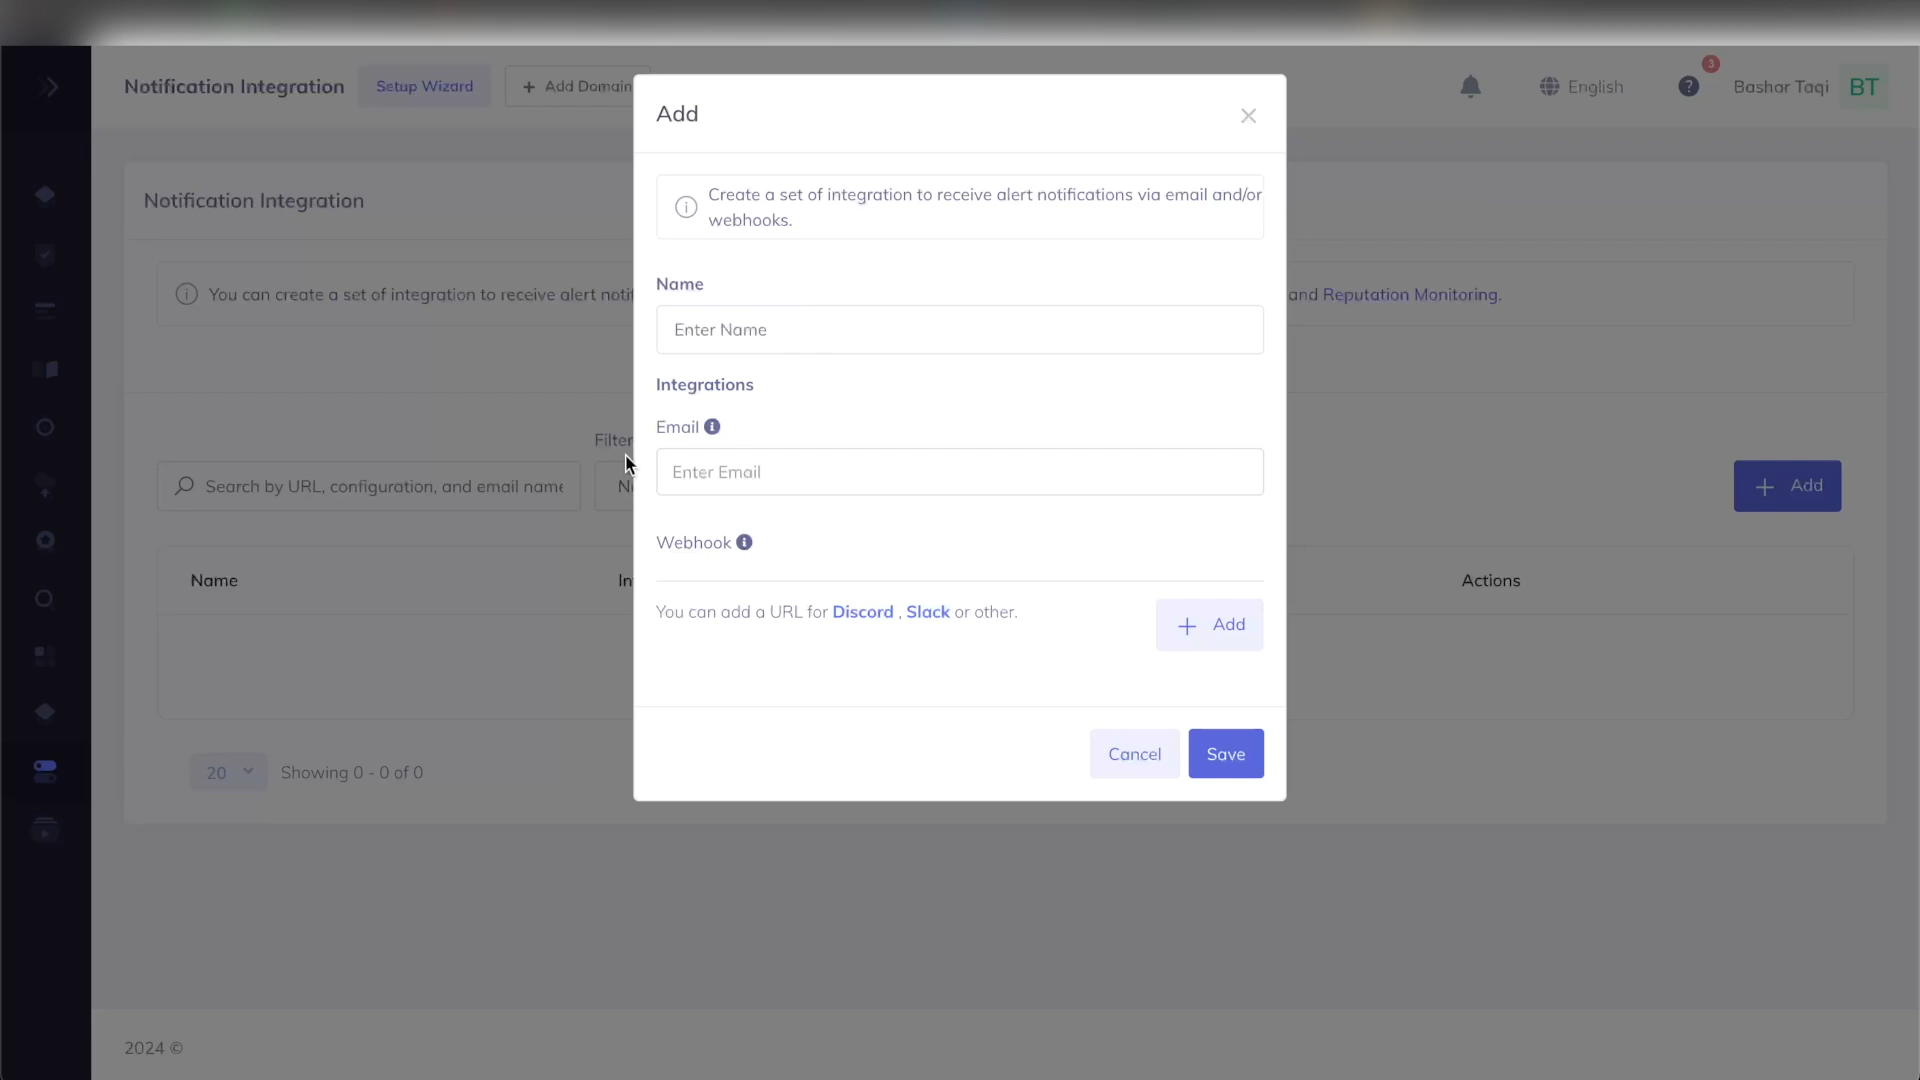 Notification Integration
Setup Wizard
+ Add Domain
English
3
Bashar Taqi
BT
Notification Integration
You can create a set of integration to receive alert notif
and Reputation Monitoring.
Filter
Search by URL, configuration, and email name
+ Add
Name
Actions
20
Showing 0 - 0 of 0
2024 ©
Add
Create a set of integration to receive alert notifications via email and/or
webhooks.
Name
Enter Name
Integrations
Email
Enter Email
Webhook
You can add a URL for Discord , Slack or other.
+ Add
Cancel
Save